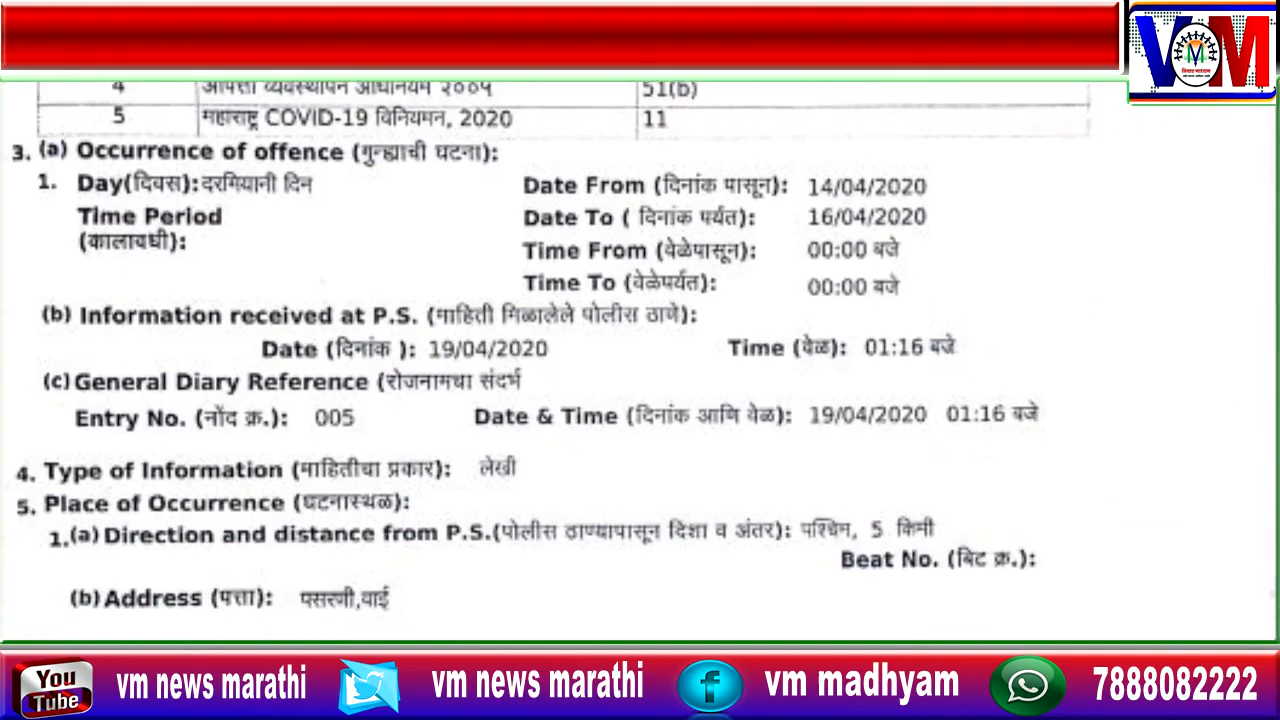 VM
4 आपत्ती व्यवस्थापन अधिनियम २००५ 51(b)
5 महाराष्ट्र COVID-19 विनियमन, 2020 11
3. (a) Occurrence of offence (गुन्ह्याची घटना):
1. Day(दिवस): दरमियानी दिन Date From (दिनांक पासून): 14/04/2020
Time Period Date To ( दिनांक पर्यंत): 16/04/2020
(कालावधी): Time From (वेळेपासून): 00:00 बजे
Time To (वेळेपर्यंत): 00:00 बजे
(b) Information received at P.S. (माहिती मिळालेले पोलीस ठाणे):
Date (दिनांक ): 19/04/2020 Time (वेळ): 01:16 बजे
(c) General Diary Reference (रोजनामचा संदर्भ
Entry No. (नोंद क्र.): 005 Date & Time (दिनांक आणि वेळ): 19/04/2020 01:16 बजे
4. Type of Information (माहितीचा प्रकार): लेखी
5. Place of Occurrence (घटनास्थळ):
1.(a) Direction and distance from P.S.(पोलीस ठाण्यापासून दिशा व अंतर): पश्चिम, 5 किमी
Beat No. (बिट क्र.):
(b) Address (पत्ता): पसरणी,वाई
You Tube vm news marathi vm news marathi f vm madhyam 7888082222